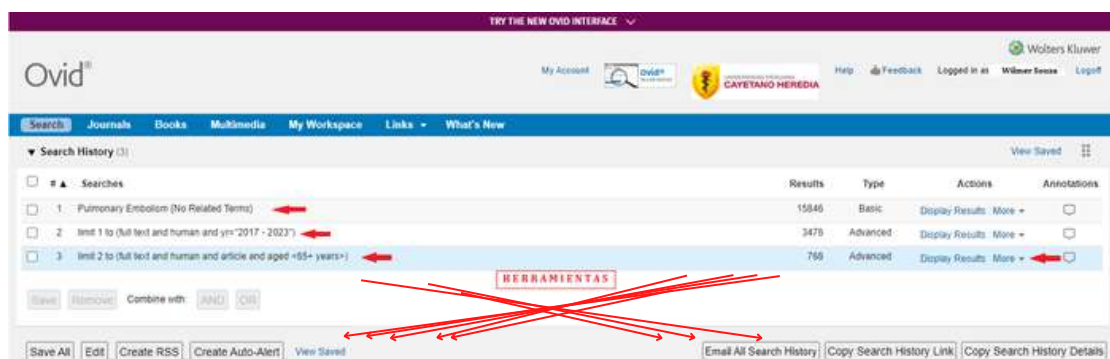 TRY THE NEW OVID INTERFACE
Wolters Kluwer
Ovid®
My Account
Ovid®
CAYETANO HEREDIA
Help Feedback Logged in as Wilmer Sousa Logoff
Search Journals Books Multimedia My Workspace Links What's New
Search History (3) View Saved
# Searches Results Type Actions Annotations
1 Pulmonary Embolism (No Related Terms) 15846 Basic Display Results More
2 limit 1 to (full text and human and yr="2017 - 2023") 3476 Advanced Display Results More
3 limit 2 to (full text and human and article and aged <65+ years>) 768 Advanced Display Results More
HERRAMIENTAS
Save Remove Combine with AND OR
Save All Edit Create RSS Create Auto-Alert View Saved Email All Search History Copy Search History Link Copy Search History Details